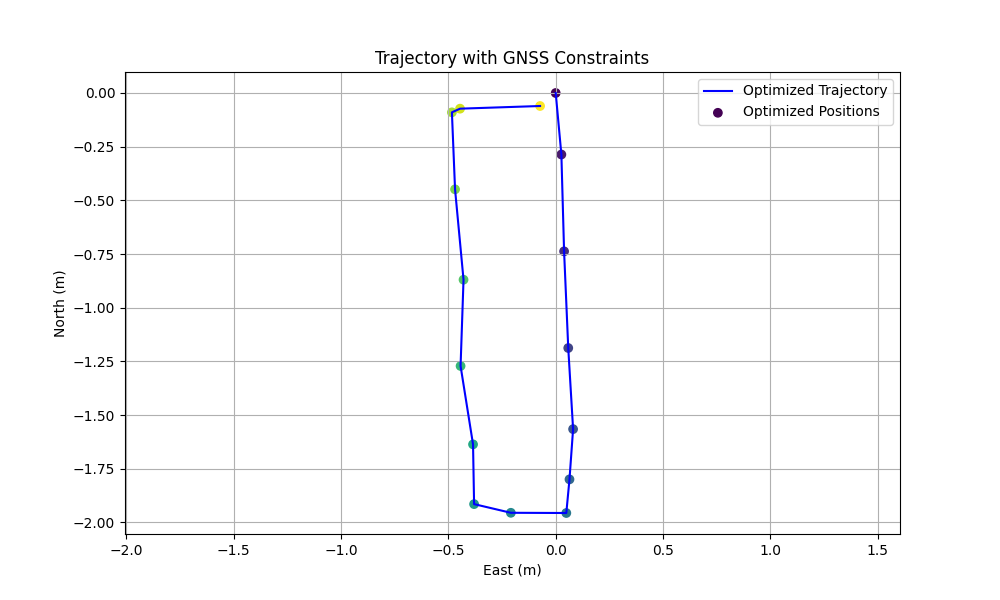 Trajectory with GNSS Constraints
Optimized Trajectory
Optimized Positions
0.00
−0.25
−0.50
−0.75
−1.00
−1.25
−1.50
−1.75
−2.00
North (m)
−2.0 −1.5 −1.0 −0.5 0.0 0.5 1.0 1.5
East (m)